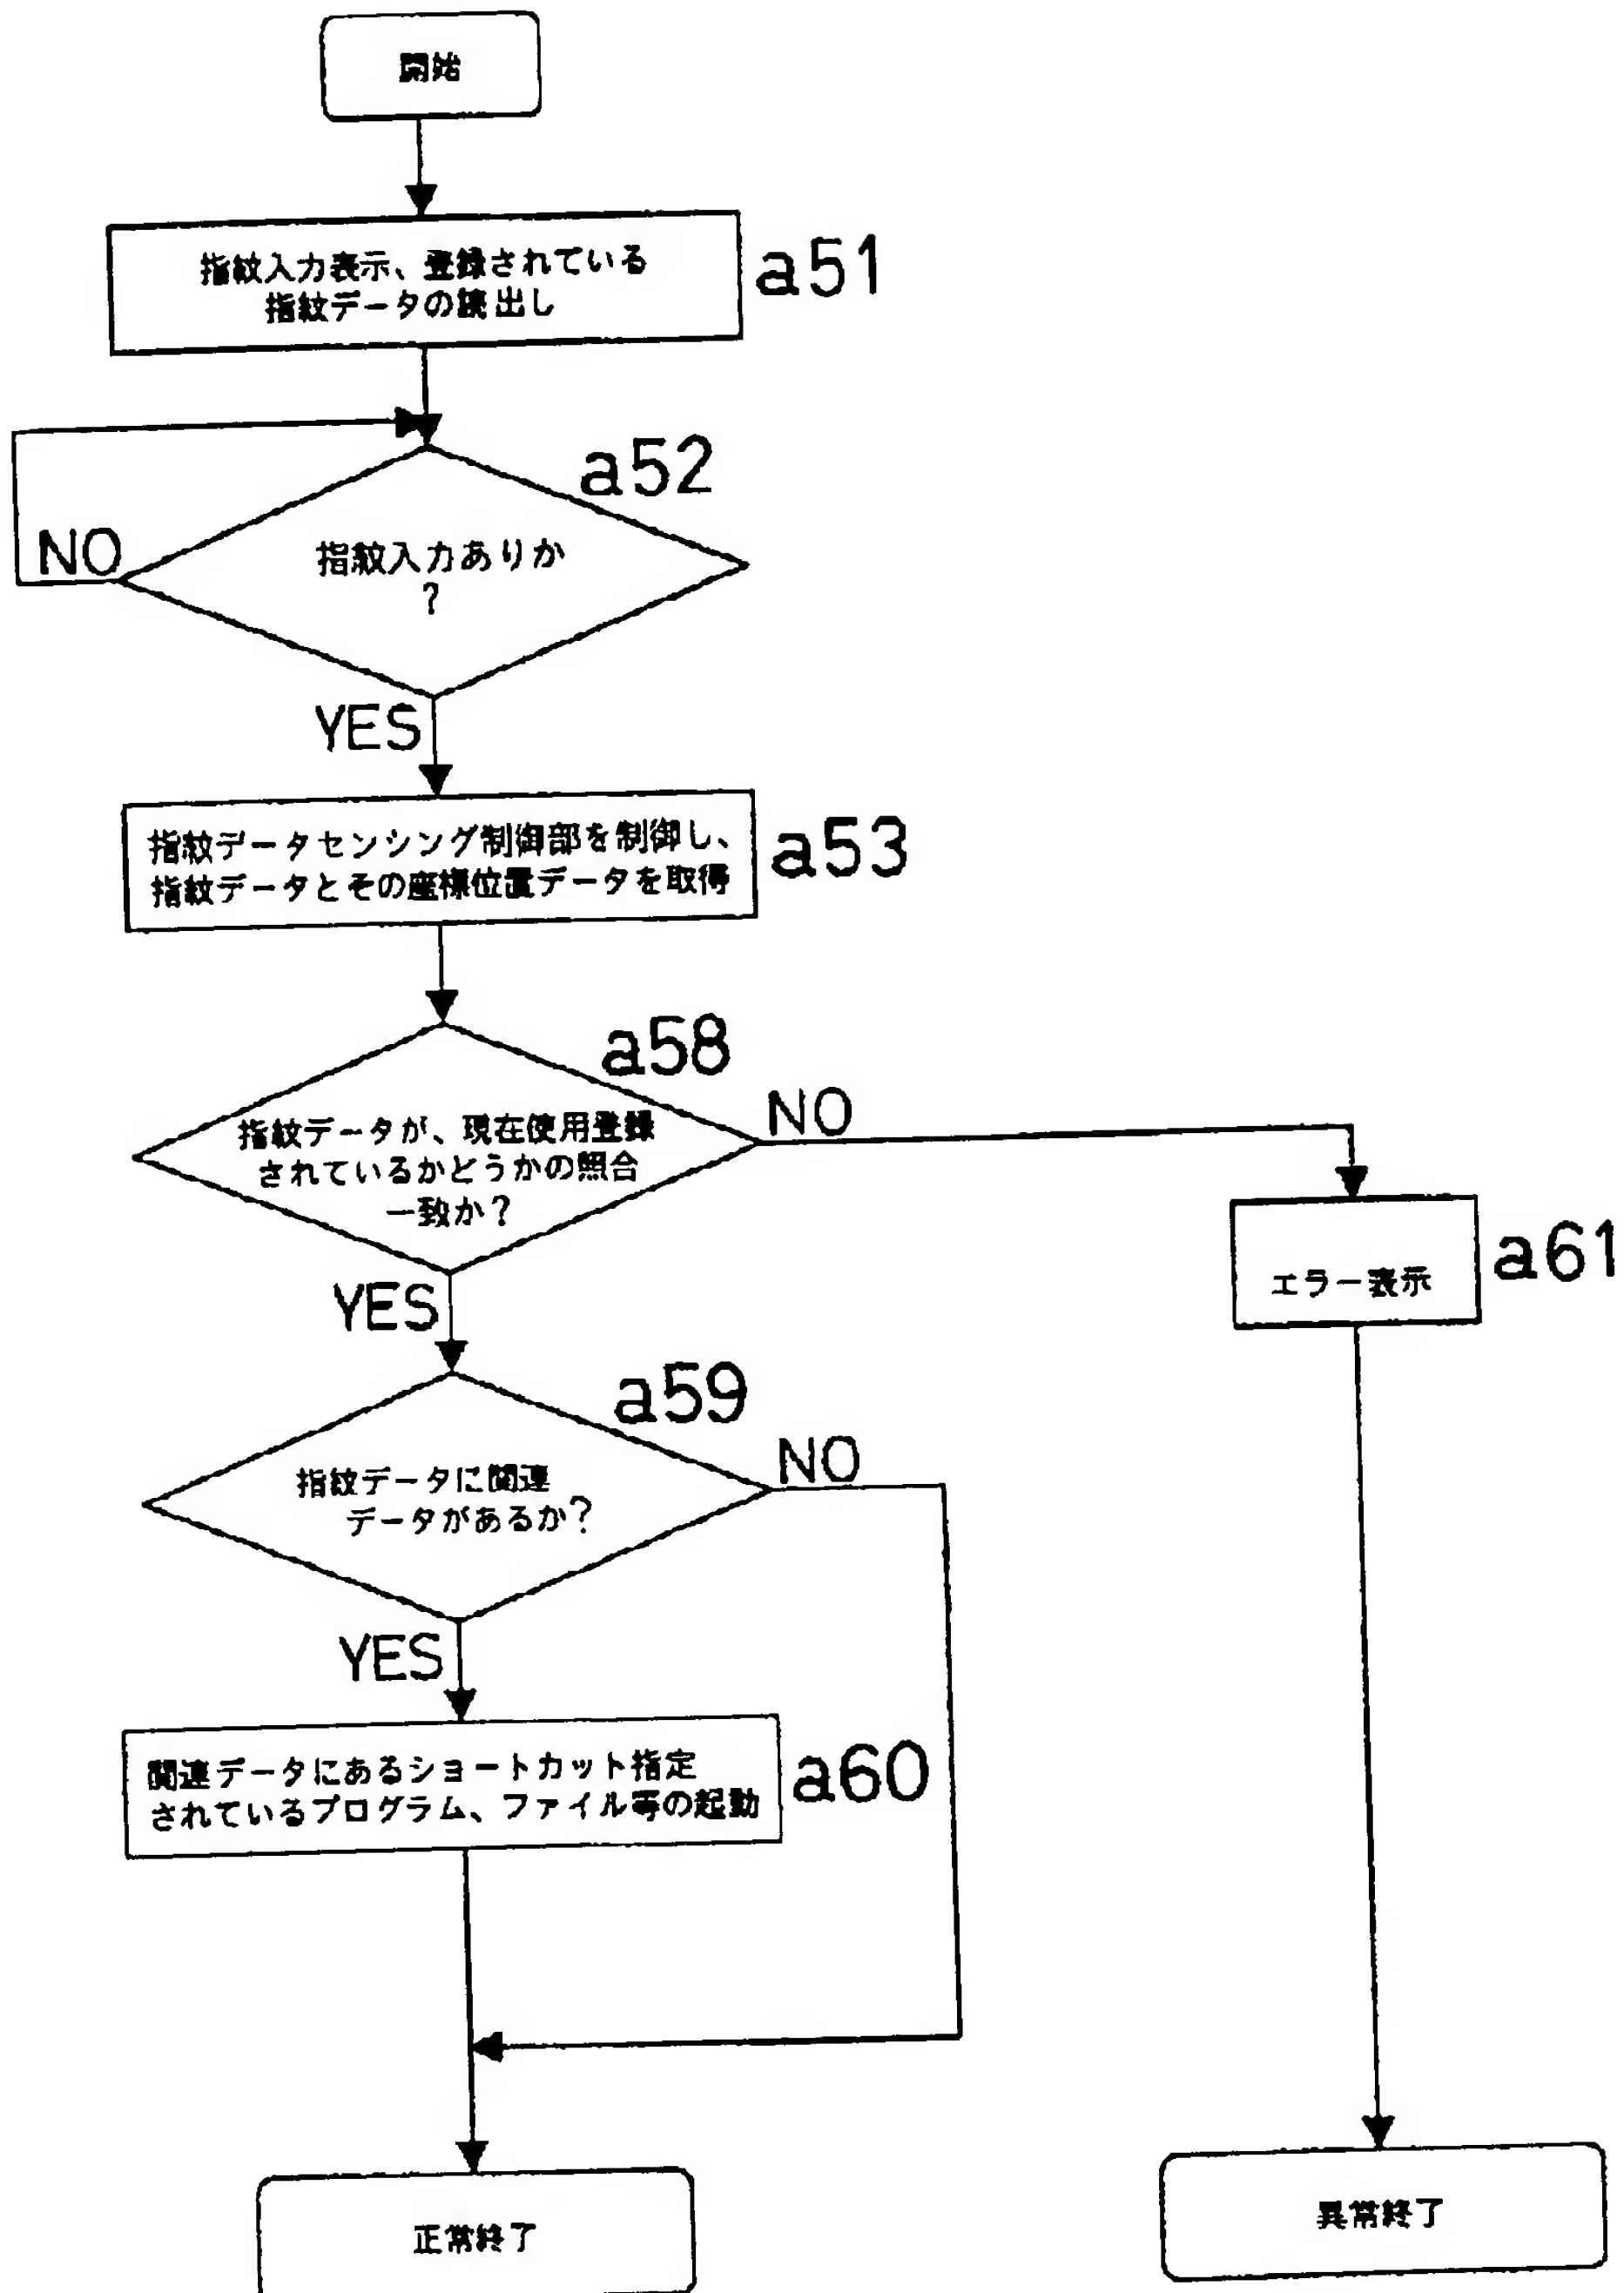 開始
指紋入力表示、登録されている
指紋データの読出し
a51
a52
指紋入力ありか
?
NO
YES
指紋データセンシング制御部を制御し、
指紋データとその座標位置データを取得
a53
a58
指紋データが、現在使用登録
されているかどうかの照合
一致か?
NO
YES
エラー表示
a61
a59
指紋データに関連
データがあるか?
NO
YES
関連データにあるショートカット指定
されているプログラム、ファイル等の起動
a60
正常終了
異常終了